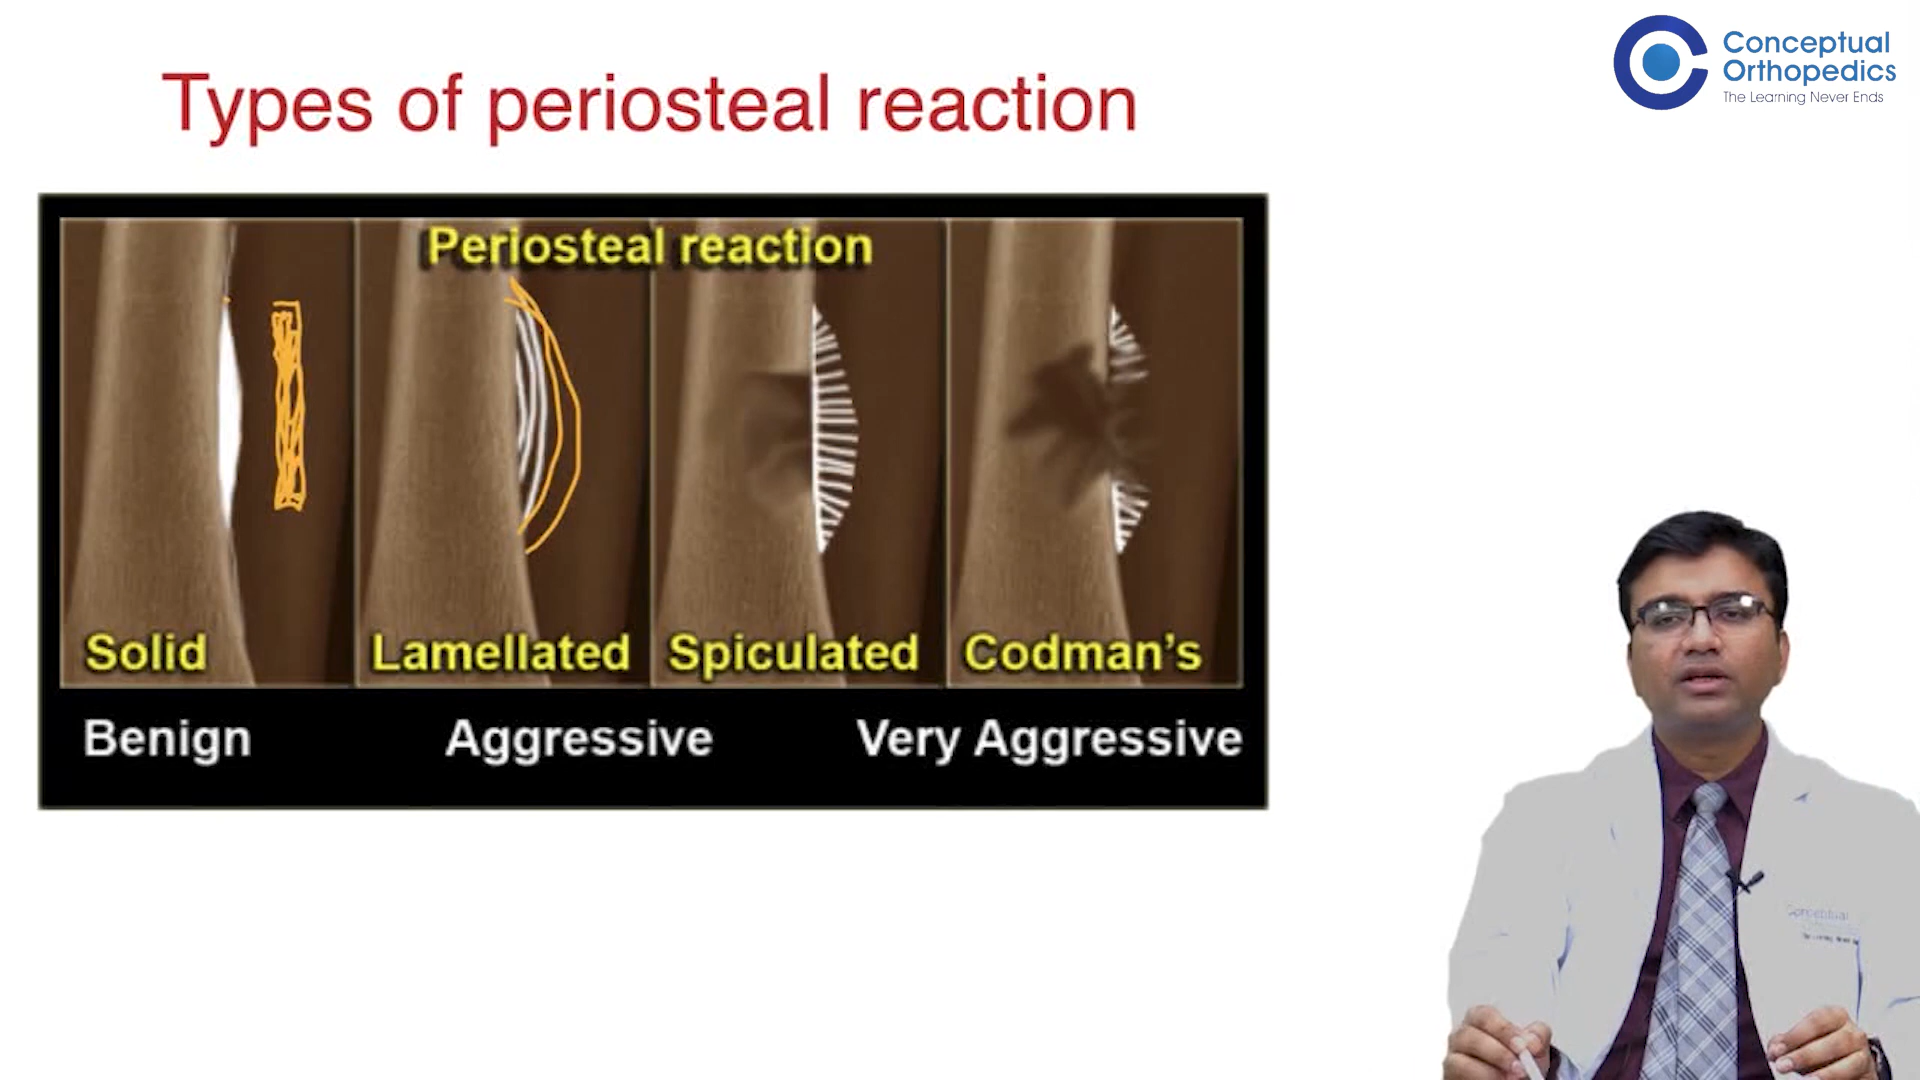 Conceptual
Orthopedics
The Learning Never Ends
Types of periosteal reaction
Periosteal reaction
Solid
Lamellated
Spiculated
Codman's
Benign
Aggressive
Very Aggressive
Conceptual